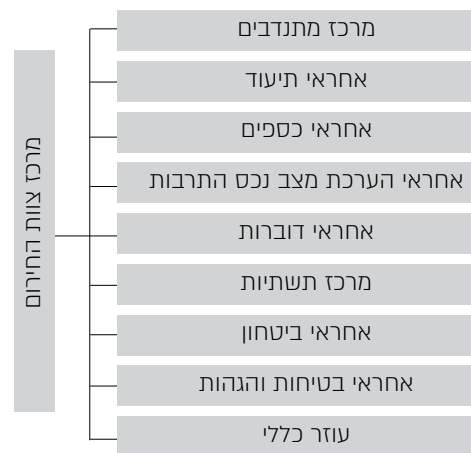 מרכז צוות החירום
מרכז מתנדבים
אחראי תיעוד
אחראי כספים
אחראי הערכת מצב נכס התרבות
אחראי דוברות
מרכז תשתיות
אחראי ביטחון
אחראי בטיחות והגהות
עוזר כללי